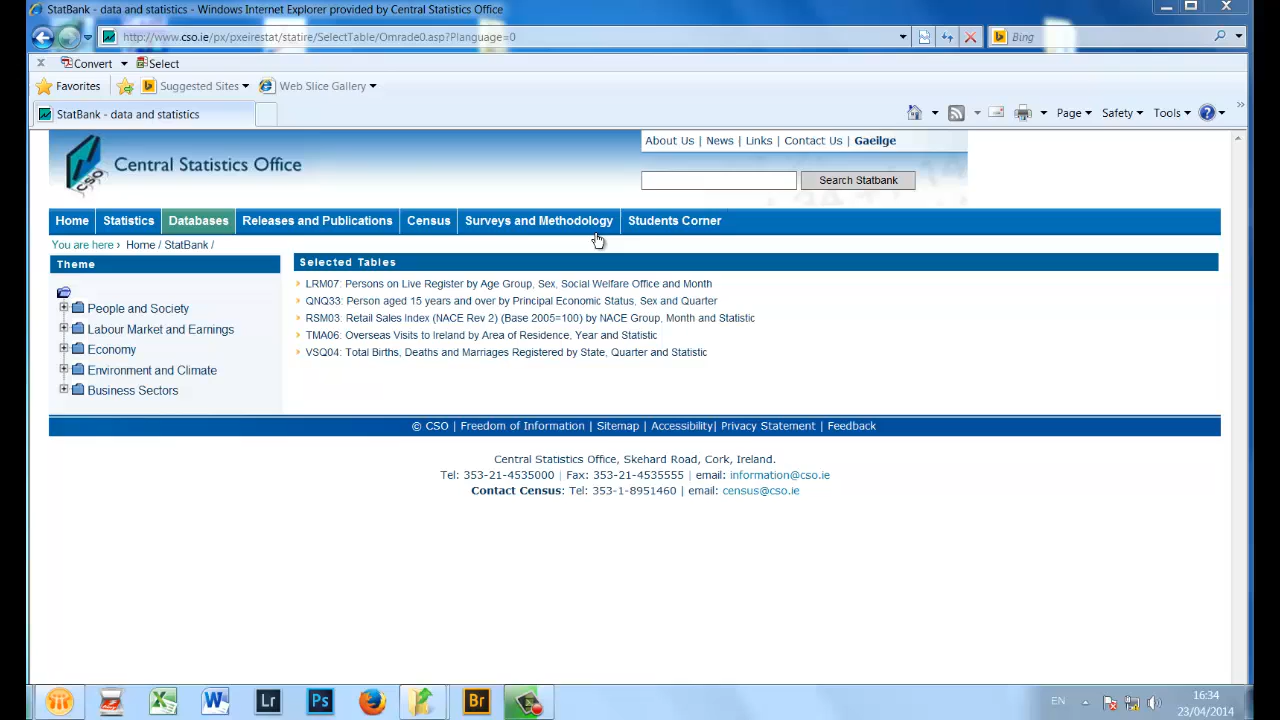 StatBank - data and statistics - Windows Internet Explorer provided by Central Statistics Office
http://www.cso.ie/px/pxeirestat/statire/SelectTable/Omrade0.asp?Planguage=0
Bing
x Convert Select
Favorites Suggested Sites Web Slice Gallery
StatBank - data and statistics
Page Safety Tools
About Us | News | Links | Contact Us | Gaeilge
CSO Central Statistics Office
Search Statbank
Home Statistics Databases Releases and Publications Census Surveys and Methodology Students Corner
You are here › Home / StatBank /
Theme
People and Society
Labour Market and Earnings
Economy
Environment and Climate
Business Sectors
Selected Tables
LRM07: Persons on Live Register by Age Group, Sex, Social Welfare Office and Month
QNQ33: Person aged 15 years and over by Principal Economic Status, Sex and Quarter
RSM03: Retail Sales Index (NACE Rev 2) (Base 2005=100) by NACE Group, Month and Statistic
TMA06: Overseas Visits to Ireland by Area of Residence, Year and Statistic
VSQ04: Total Births, Deaths and Marriages Registered by State, Quarter and Statistic
© CSO | Freedom of Information | Sitemap | Accessibility| Privacy Statement | Feedback
Central Statistics Office, Skehard Road, Cork, Ireland.
Tel: 353-21-4535000 | Fax: 353-21-4535555 | email: information@cso.ie
Contact Census: Tel: 353-1-8951460 | email: census@cso.ie
Lr Ps Br
EN
16:34
23/04/2014